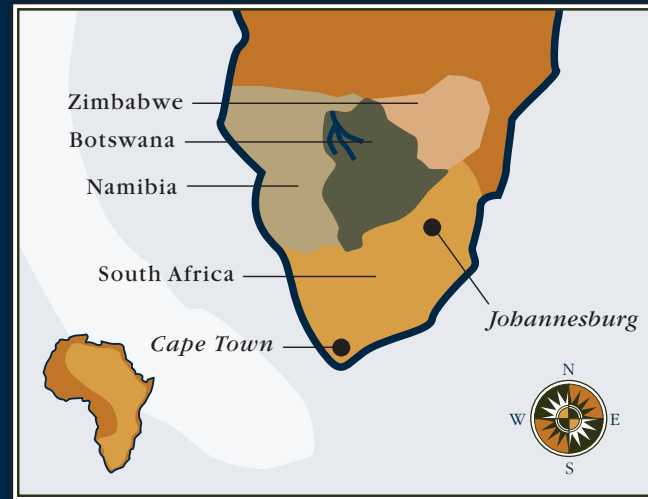 Zimbabwe
Botswana
Namibia
South Africa
Johannesburg
Cape Town
N
W
E
S